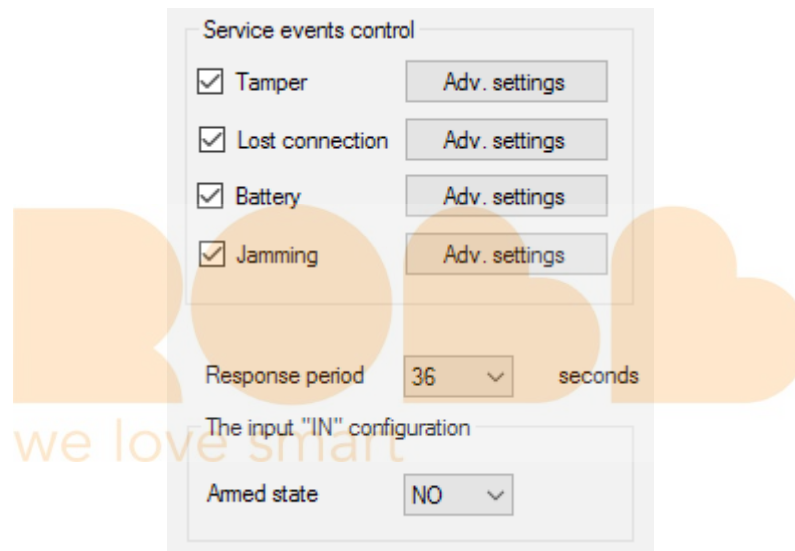 Service events control
Tamper Adv. settings
Lost connection Adv. settings
Battery Adv. settings
Jamming Adv. settings
ROBB
Response period 36 seconds
The input "IN" configuration
we love smart
Armed state NO